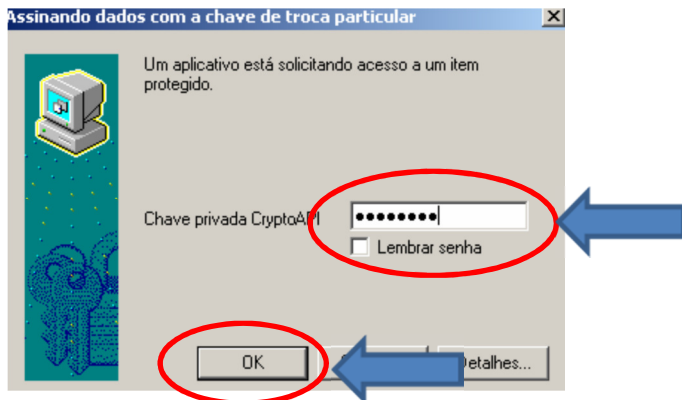 Assinando dados com a chave de troca particular
Um aplicativo está solicitando acesso a um item
protegido.
Chave privada CryptoAPI
••••••••
Lembrar senha
OK
Detalhes...